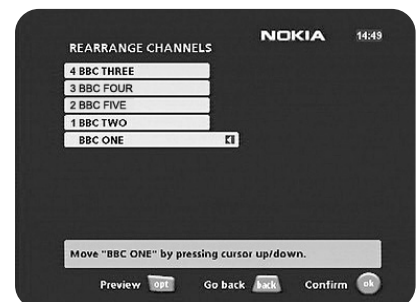 NOKIA 14:49
REARRANGE CHANNELS
4 BBC THREE
3 BBC FOUR
2 BBC FIVE
1 BBC TWO
BBC ONE
Move "BBC ONE" by pressing cursor up/down.
Preview opt Go back back Confirm ok